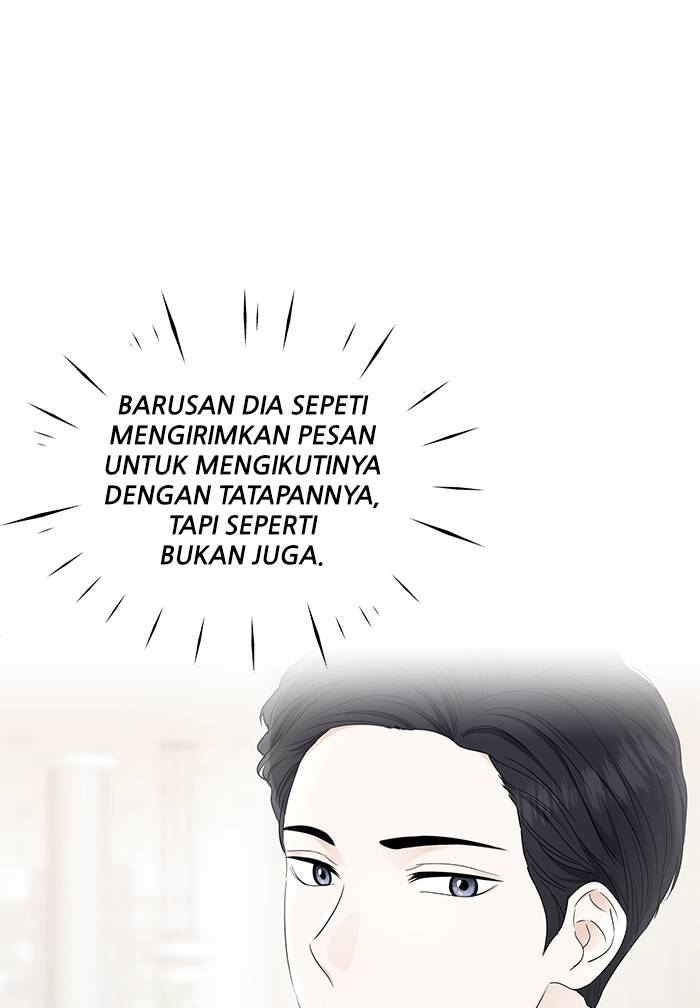 BARUSAN DIA SEPETI
MENGIRIMKAN PESAN
UNTUK MENGIKUTINYA
DENGAN TATAPANNYA,
TAPI SEPERTI
BUKAN JUGA.